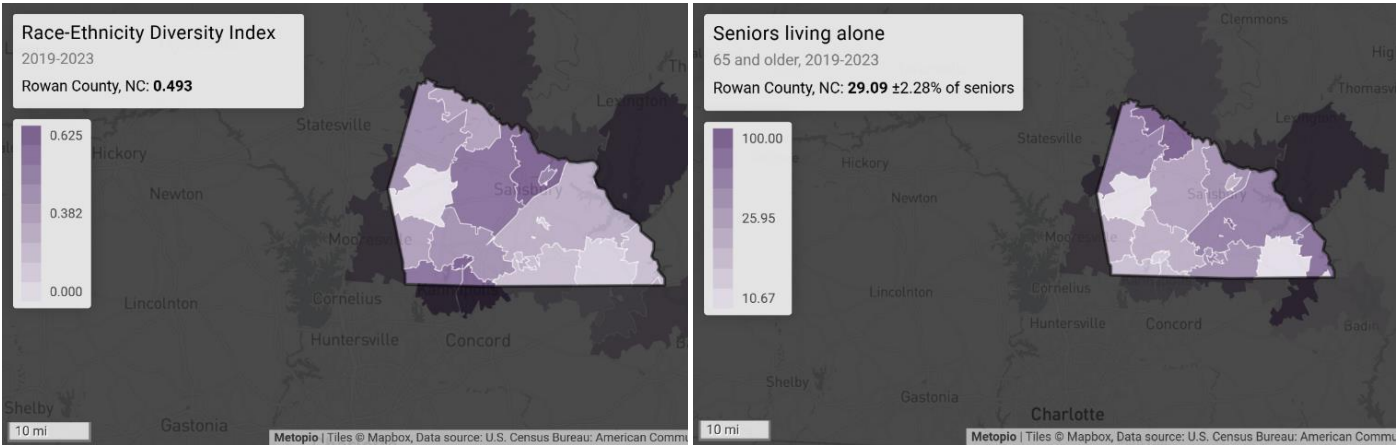 Race-Ethnicity Diversity Index
2019-2023
Rowan County, NC: 0.493
0.625
0.382
0.000
Statesville
Lexington
Hickory
Newton
Salisbury
Mooresville
Lincolnton
Cornelius
Huntersville
Concord
Shelby
Gastonia
10 mi
Metopio | Tiles © Mapbox, Data source: U.S. Census Bureau: American Commu
Seniors living alone
65 and older, 2019-2023
Rowan County, NC: 29.09 ±2.28% of seniors
100.00
25.95
10.67
Clemmons
Hig
Thomasv
Lexington
Statesville
Hickory
Salisbury
Newton
Mooresville
Lincolnton
Cornelius
Huntersville
Concord
Badin
Shelby
Gastonia
Charlotte
10 mi
Metopio | Tiles © Mapbox, Data source: U.S. Census Bureau: American Commu